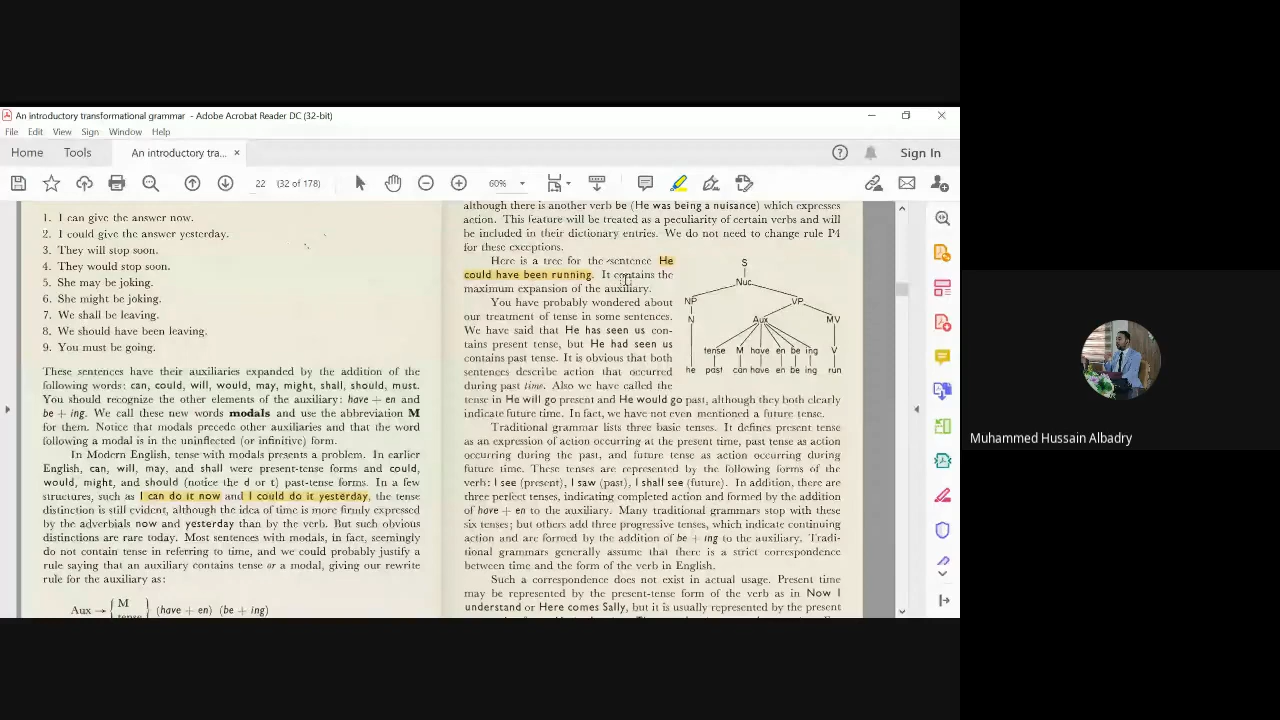 An introductory transformational grammar - Adobe Acrobat Reader DC (32-bit)
File Edit View Sign Window Help
Home Tools An introductory tra... × Sign In
22 (32 of 178) 60%
1. I can give the answer now.
2. I could give the answer yesterday.
3. They will stop soon.
4. They would stop soon.
5. She may be joking.
6. She might be joking.
7. We shall be leaving.
8. We should have been leaving.
9. You must be going.
These sentences have their auxiliaries expanded by the addition of the
following words: can, could, will, would, may, might, shall, should, must.
You should recognize the other elements of the auxiliary: have + en and
be + ing. We call these new words modals and use the abbreviation M
for them. Notice that modals precede other auxiliaries and that the word
following a modal is in the uninflected (or infinitive) form.
In Modern English, tense with modals presents a problem. In earlier
English, can, will, may, and shall were present-tense forms and could,
would, might, and should (notice the d or t) past-tense forms. In a few
structures, such as I can do it now and I could do it yesterday, the tense
distinction is still evident, although the idea of time is more firmly expressed
by the adverbials now and yesterday than by the verb. But such obvious
distinctions are rare today. Most sentences with modals, in fact, seemingly
do not contain tense in referring to time, and we could probably justify a
rule saying that an auxiliary contains tense or a modal, giving our rewrite
rule for the auxiliary as:
Aux → { M
tense } (have + en) (be + ing)
although there is another verb be (He was being a nuisance) which expresses
action. This feature will be treated as a peculiarity of certain verbs and will
be included in their dictionary entries. We do not need to change rule P4
for these exceptions.
Here is a tree for the sentence He
could have been running. It contains the
maximum expansion of the auxiliary.
You have probably wondered about
our treatment of tense in some sentences.
We have said that He has seen us con-
tains present tense, but He had seen us
contains past tense. It is obvious that both
sentences describe action that occurred
during past time. Also we have called the
S
Nuc
NP VP
N Aux MV
tense M have en be ing V
he past can have en be ing run
tense in He will go present and He would go past, although they both clearly
indicate future time. In fact, we have not even mentioned a future tense.
Traditional grammar lists three basic tenses. It defines present tense
as an expression of action occurring at the present time, past tense as action
occurring during the past, and future tense as action occurring during
future time. These tenses are represented by the following forms of the
verb: I see (present), I saw (past), I shall see (future). In addition, there are
three perfect tenses, indicating completed action and formed by the addition
of have + en to the auxiliary. Many traditional grammars stop with these
six tenses; but others add three progressive tenses, which indicate continuing
action and are formed by the addition of be + ing to the auxiliary. Tradi-
tional grammars generally assume that there is a strict correspondence
between time and the form of the verb in English.
Such a correspondence does not exist in actual usage. Present time
may be represented by the present-tense form of the verb as in Now I
understand or Here comes Sally, but it is usually represented by the present
Muhammed Hussain Albadry